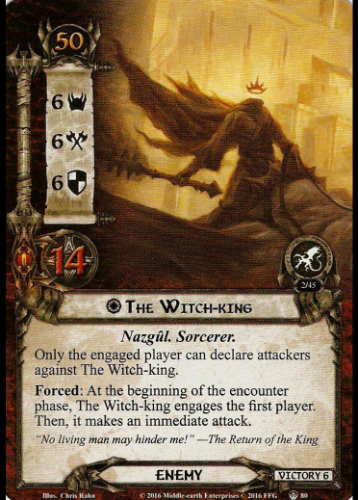 50
6
6
6
14
2/45
The Witch-king
Nazgûl. Sorcerer.
Only the engaged player can declare attackers
against The Witch-king.
Forced: At the beginning of the encounter
phase, The Witch-king engages the first player.
Then, it makes an immediate attack.
“No living man may hinder me!” —The Return of the King
ENEMY
VICTORY 6
Illus. Chris Rahn
© 2016 Middle-earth Enterprises © 2016 FFG
80